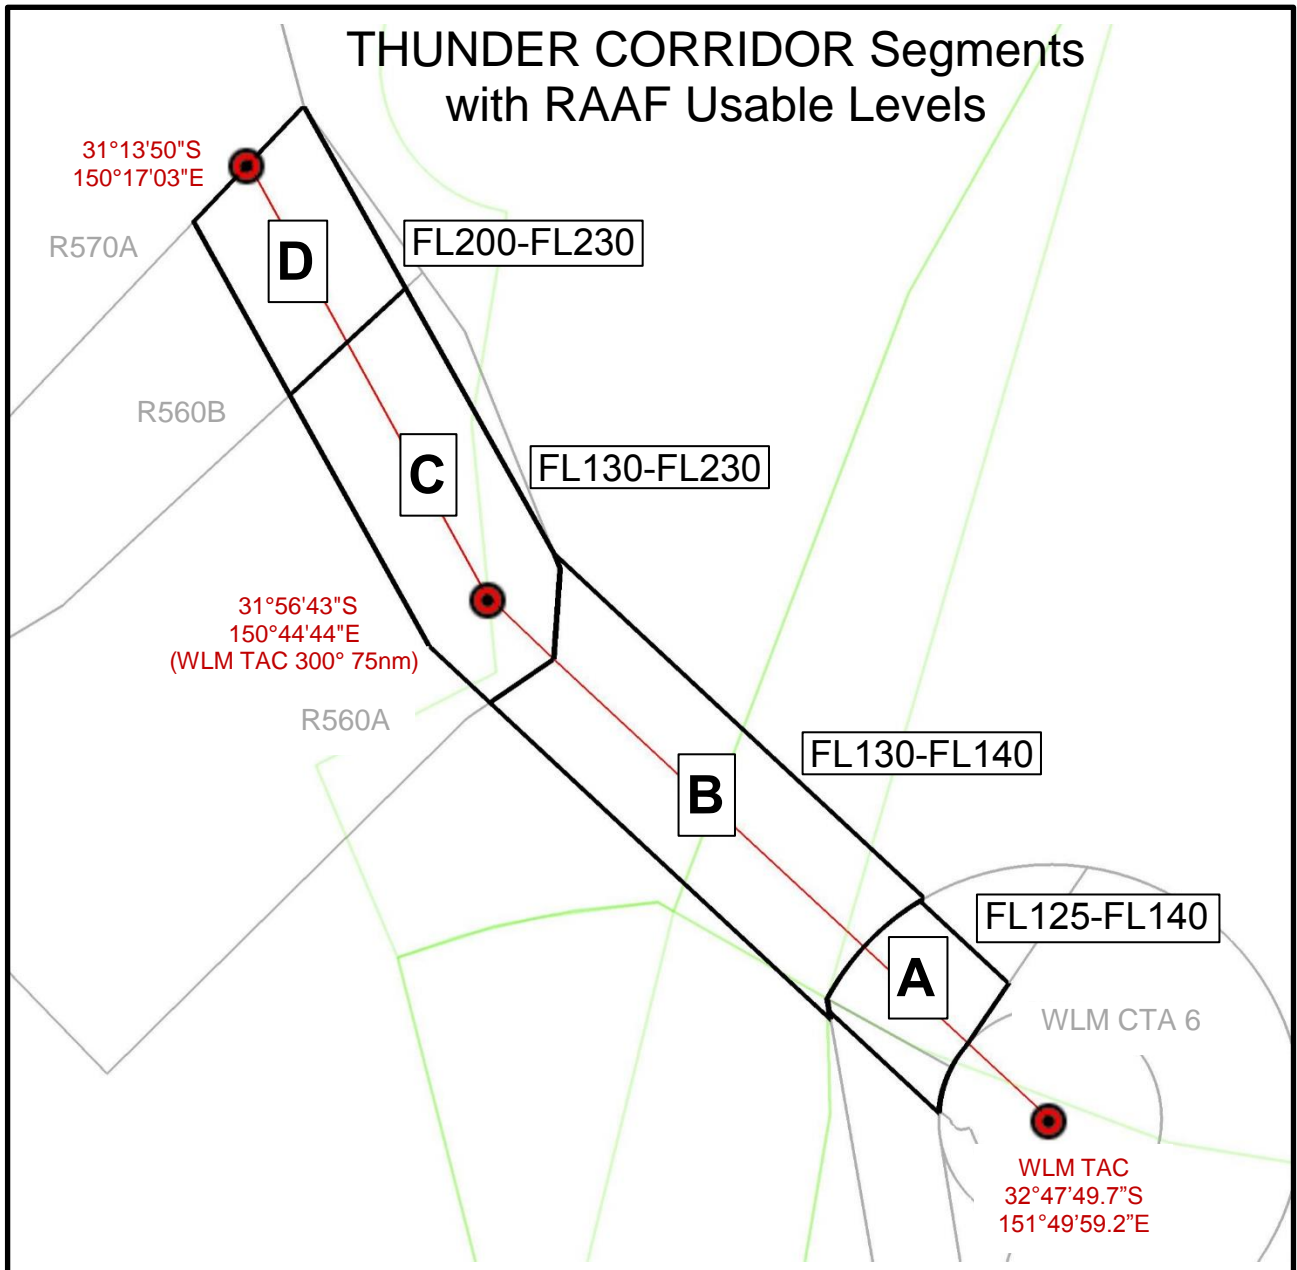 THUNDER CORRIDOR Segments
with RAAF Usable Levels
31°13'50"S
150°17'03"E
R570A
D
FL200-FL230
R560B
C
FL130-FL230
31°56'43"S
150°44'44"E
(WLM TAC 300° 75nm)
R560A
B
FL130-FL140
FL125-FL140
A
WLM CTA 6
WLM TAC
32°47’49.7”S
151°49’59.2”E